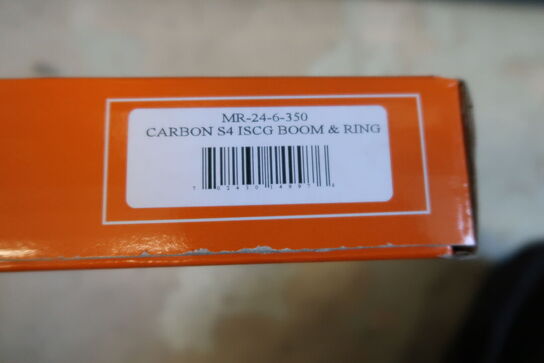 MR-24-6-350
CARBON S4 ISCG BOOM & RING